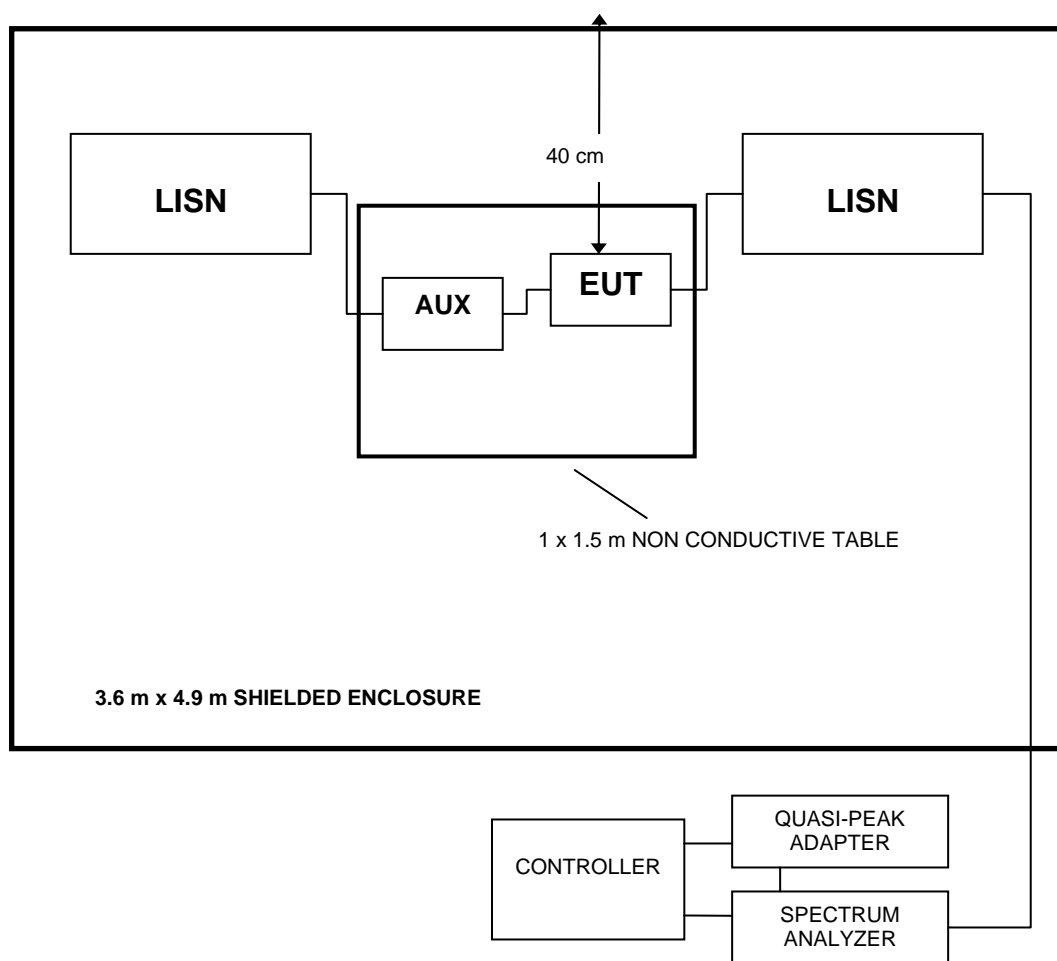 40 cm
LISN
LISN
AUX
EUT
1 x 1.5 m NON CONDUCTIVE TABLE
3.6 m x 4.9 m SHIELDED ENCLOSURE
CONTROLLER
QUASI-PEAK
ADAPTER
SPECTRUM
ANALYZER